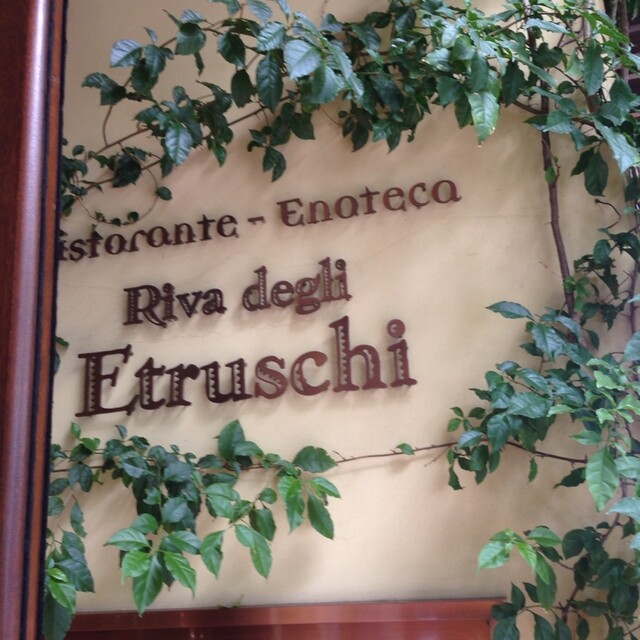 istorante - Enoteca
Riva degli
Etruschi